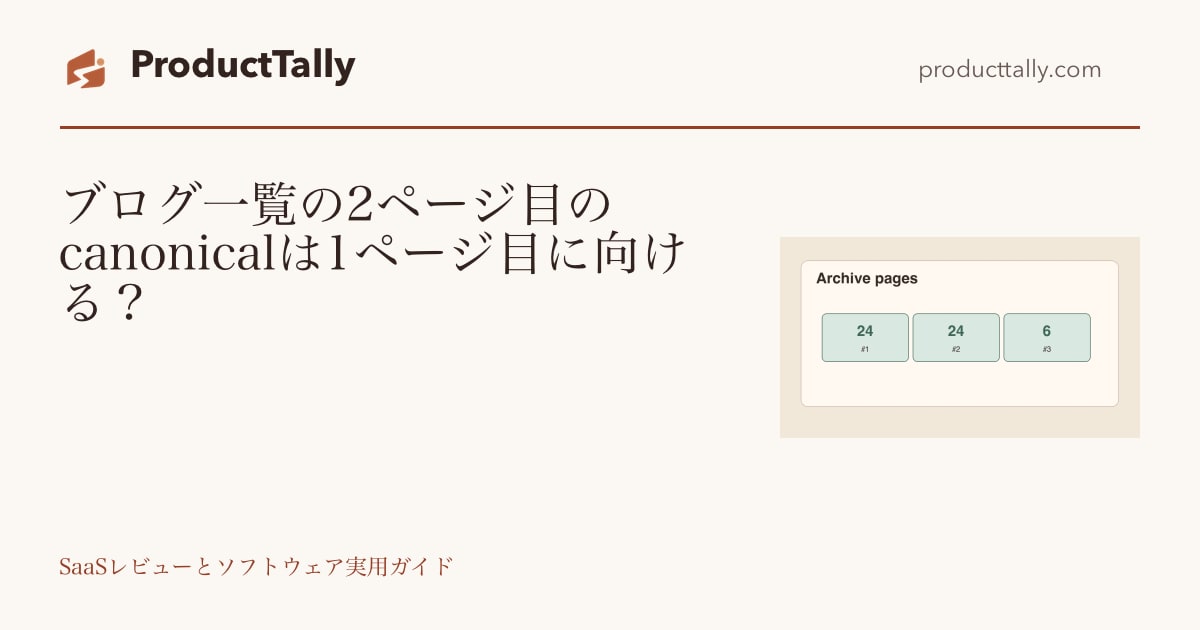 ProductTally
producttally.com
ブログ一覧の2ページ目の
canonicalは1ページ目に向け
る？
Archive pages
24
#1
24
#2
6
#3
SaaSレビューとソフトウェア実用ガイド